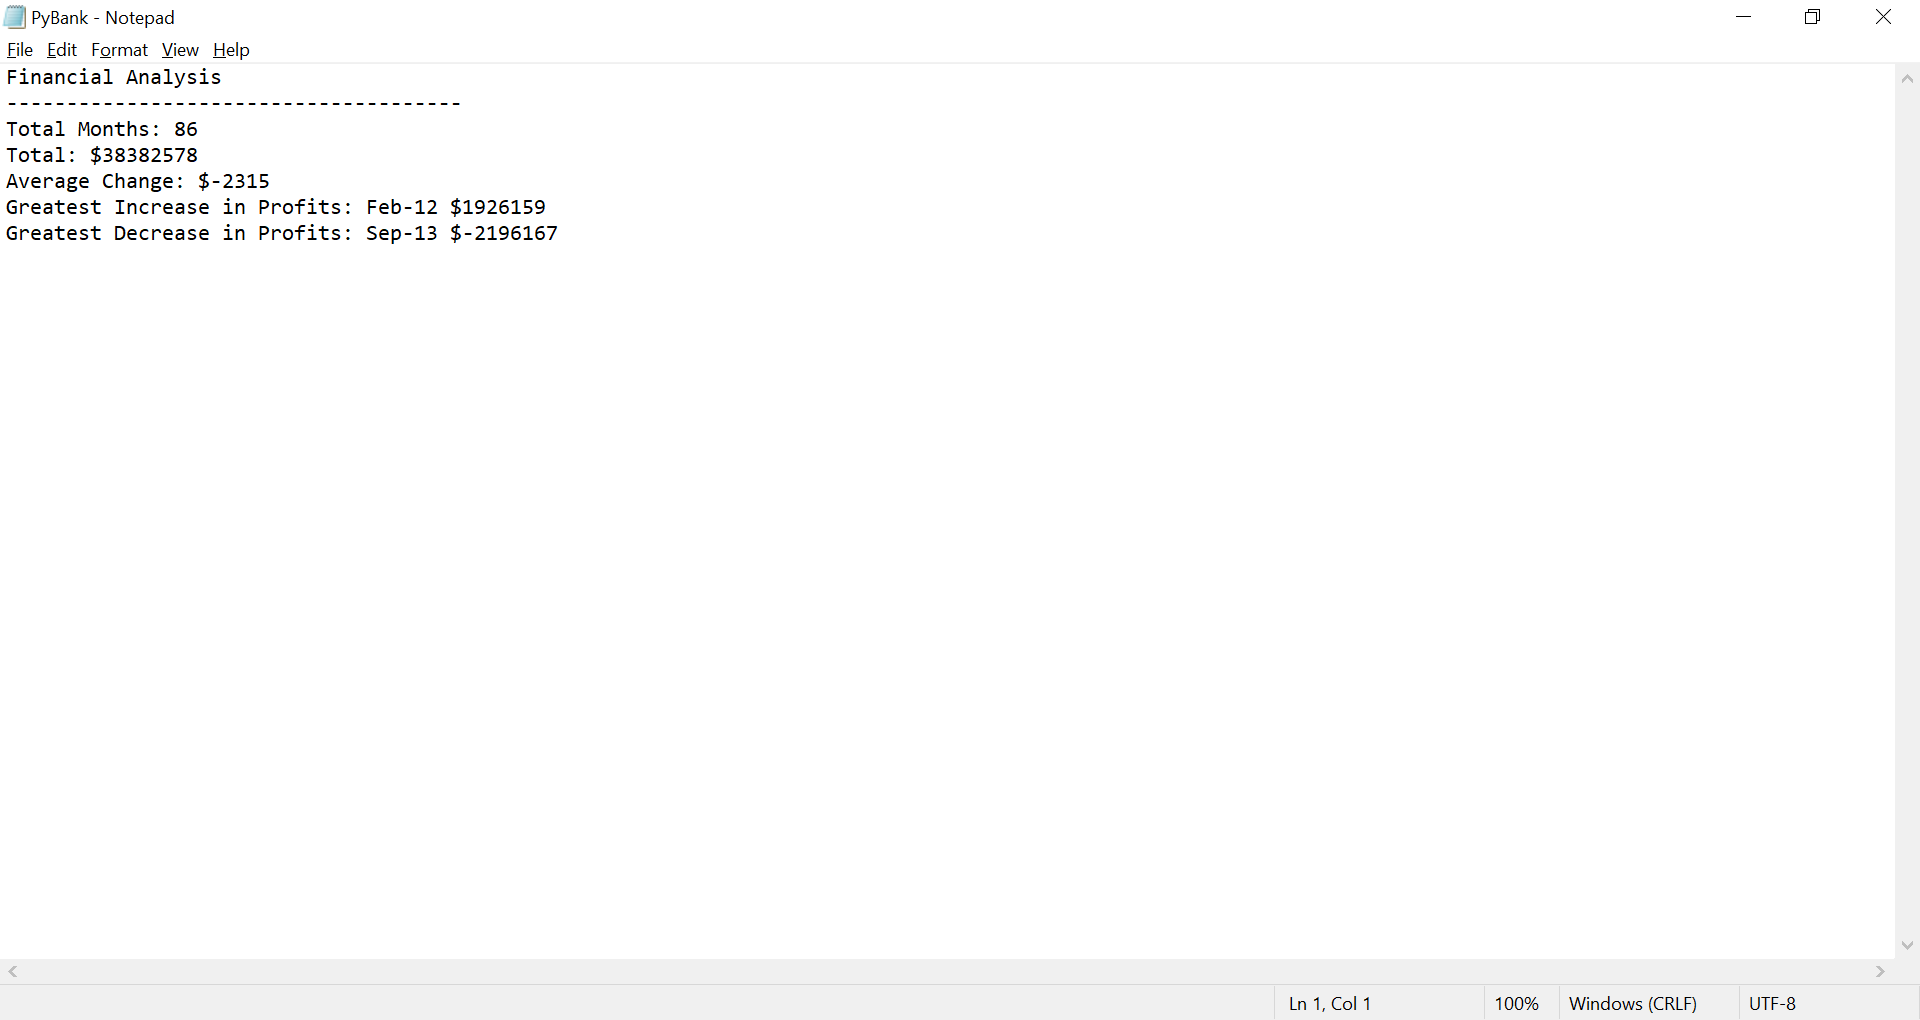 PyBank - Notepad
File Edit Format View Help
Financial Analysis
--------------------------------------
Total Months: 86
Total: $38382578
Average Change: $-2315
Greatest Increase in Profits: Feb-12 $1926159
Greatest Decrease in Profits: Sep-13 $-2196167
Ln 1, Col 1 100% Windows (CRLF) UTF-8